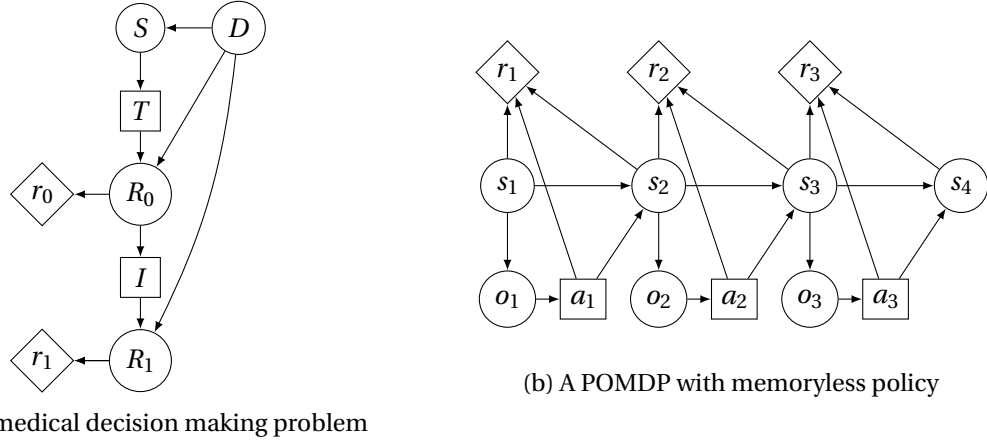 S D
T
r0 R0
I
r1 R1
medical decision making problem
r1 r2 r3
s1 s2 s3 s4
o1 a1 o2 a2 o3 a3
(b) A POMDP with memoryless policy